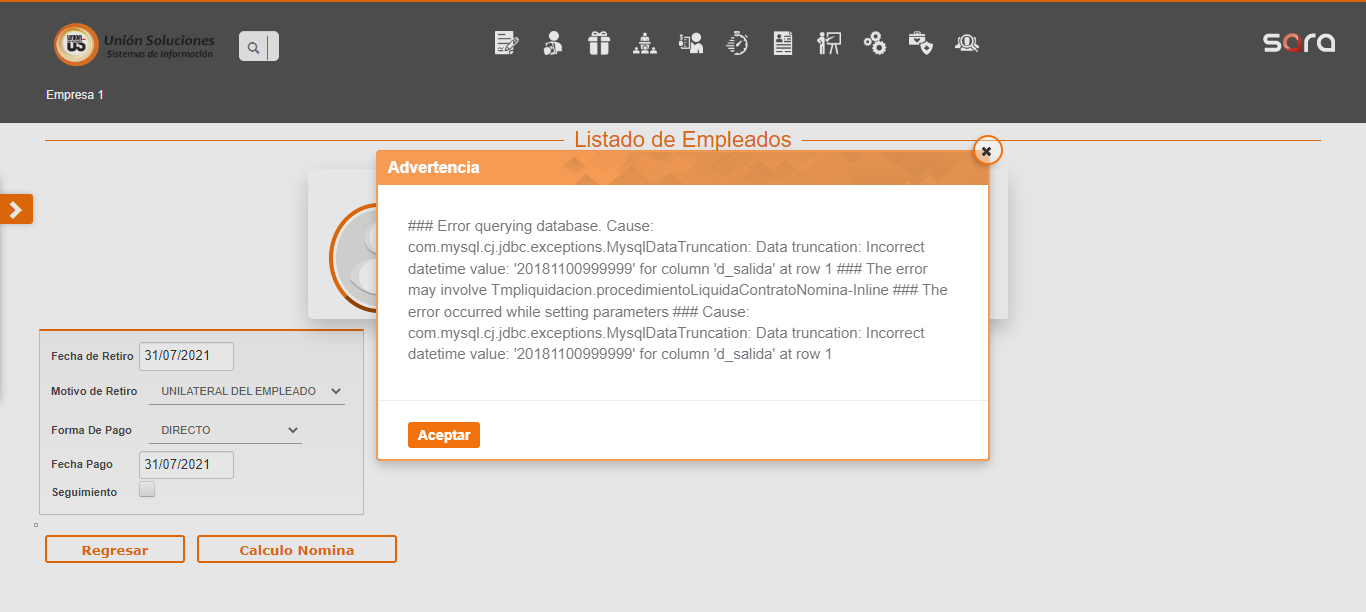 UNION
US
Unión Soluciones
Sistemas de Información
sara
Empresa 1
Listado de Empleados
Advertencia
### Error querying database. Cause:
com.mysql.cj.jdbc.exceptions.MysqlDataTruncation: Data truncation: Incorrect
datetime value: '20181100999999' for column 'd_salida' at row 1 ### The error
may involve Tmpliquidacion.procedimientoLiquidaContratoNomina-Inline ### The
error occurred while setting parameters ### Cause:
com.mysql.cj.jdbc.exceptions.MysqlDataTruncation: Data truncation: Incorrect
datetime value: '20181100999999' for column 'd_salida' at row 1
Aceptar
Fecha de Retiro 31/07/2021
Motivo de Retiro UNILATERAL DEL EMPLEADO
Forma De Pago DIRECTO
Fecha Pago 31/07/2021
Seguimiento
Regresar Calculo Nomina